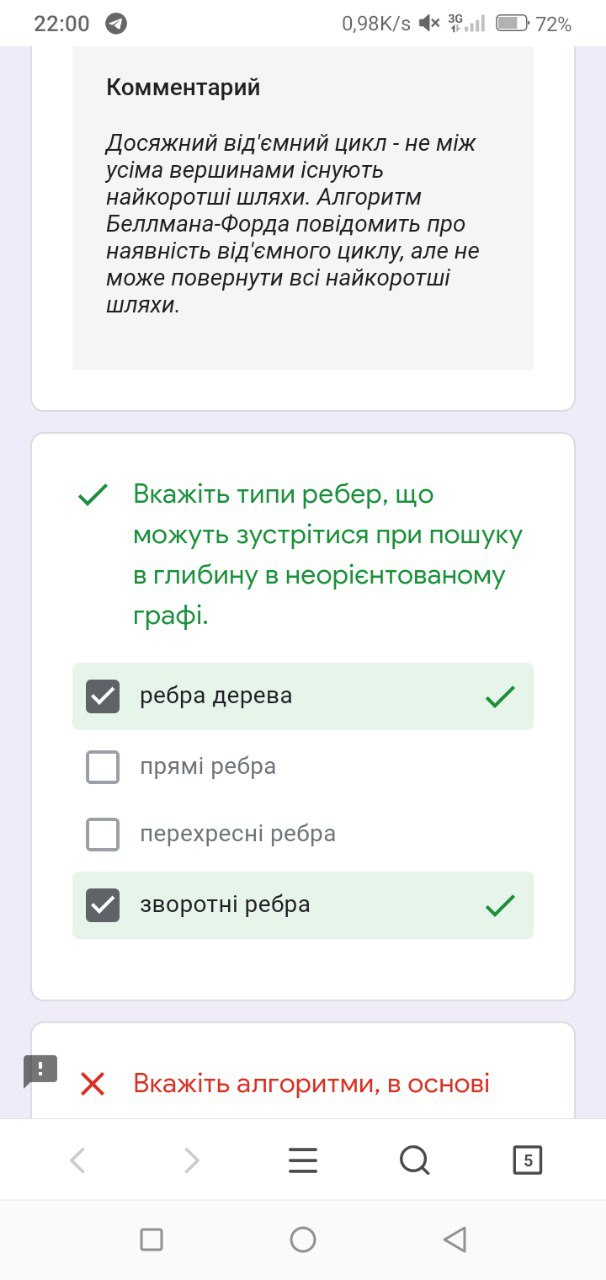 22:00
0,98K/s 3G 72%
Комментарий
Досяжний від'ємний цикл - не між
усіма вершинами існують
найкоротші шляхи. Алгоритм
Беллмана-Форда повідомить про
наявність від'ємного циклу, але не
може повернути всі найкоротші
шляхи.
Вкажіть типи ребер, що
можуть зустрітися при пошуку
в глибину в неорієнтованому
графі.
ребра дерева
прямі ребра
перехресні ребра
зворотні ребра
Вкажіть алгоритми, в основі
5